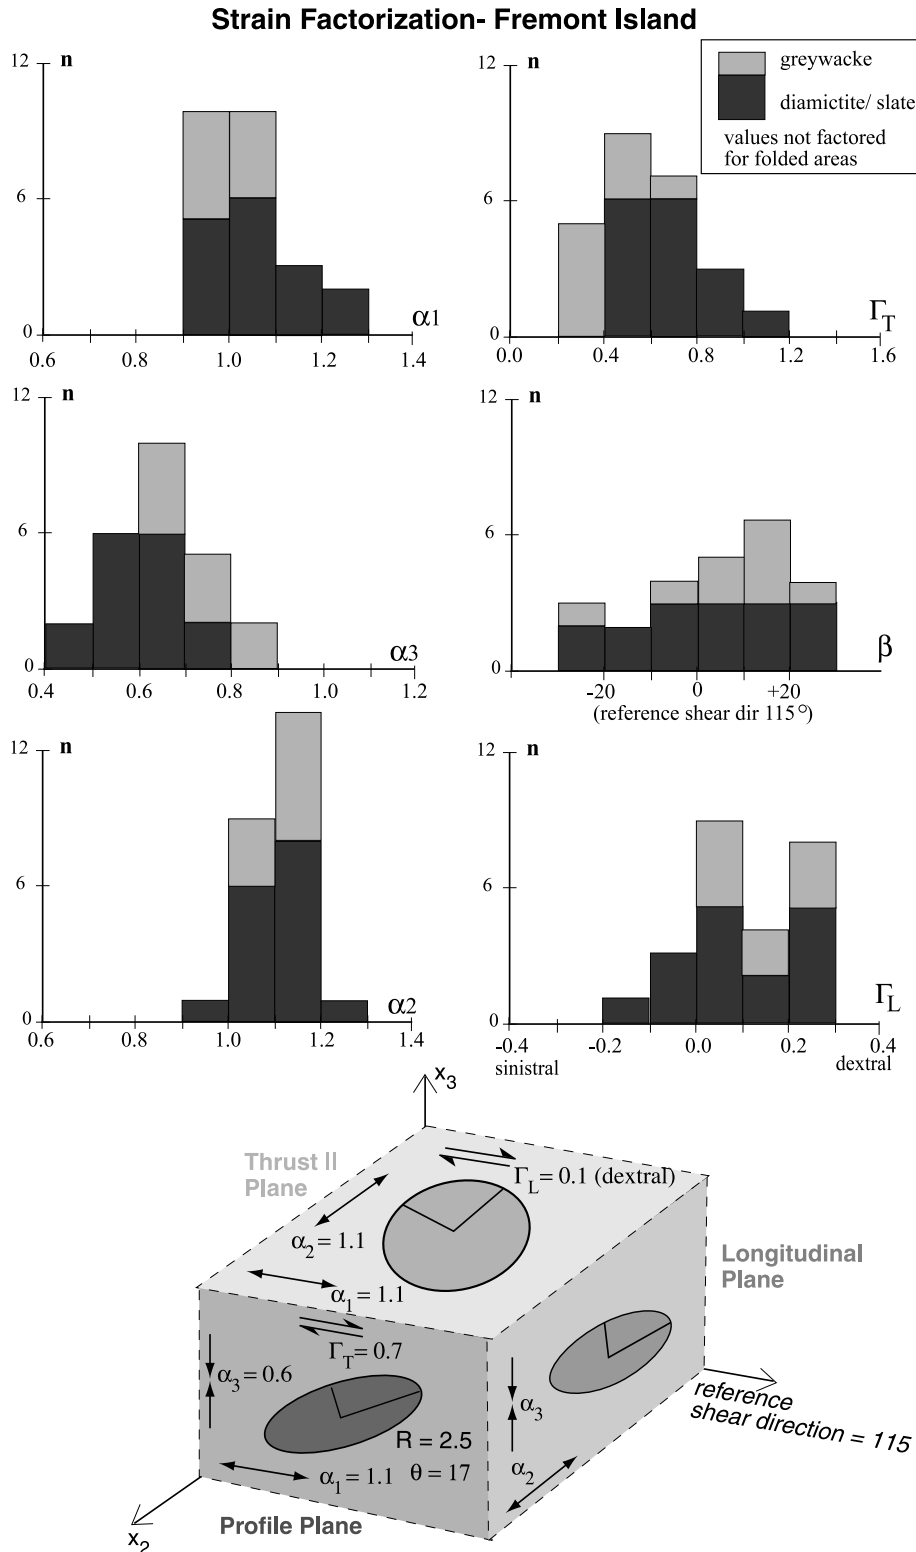 Strain Factorization- Fremont Island
12 n
6
0
0.6 0.8 1.0 1.2 1.4
α1
12 n
6
0
0.0 0.4 0.8 1.2 1.6
ΓT
greywacke
diamictite/ slate
values not factored
for folded areas
12 n
6
0
0.4 0.6 0.8 1.0 1.2
α3
12 n
6
0
-20 0 +20
(reference shear dir 115°)
β
12 n
6
0
0.6 0.8 1.0 1.2 1.4
α2
12 n
6
0
-0.4 -0.2 0.0 0.2 0.4
sinistral dextral
ΓL
x3
Thrust ||
Plane
ΓL = 0.1 (dextral)
α2 = 1.1
α1 = 1.1
Longitudinal
Plane
ΓT = 0.7
α3 = 0.6
R = 2.5
θ = 17
α1 = 1.1
α3
α2
reference
shear direction = 115
Profile Plane
x2